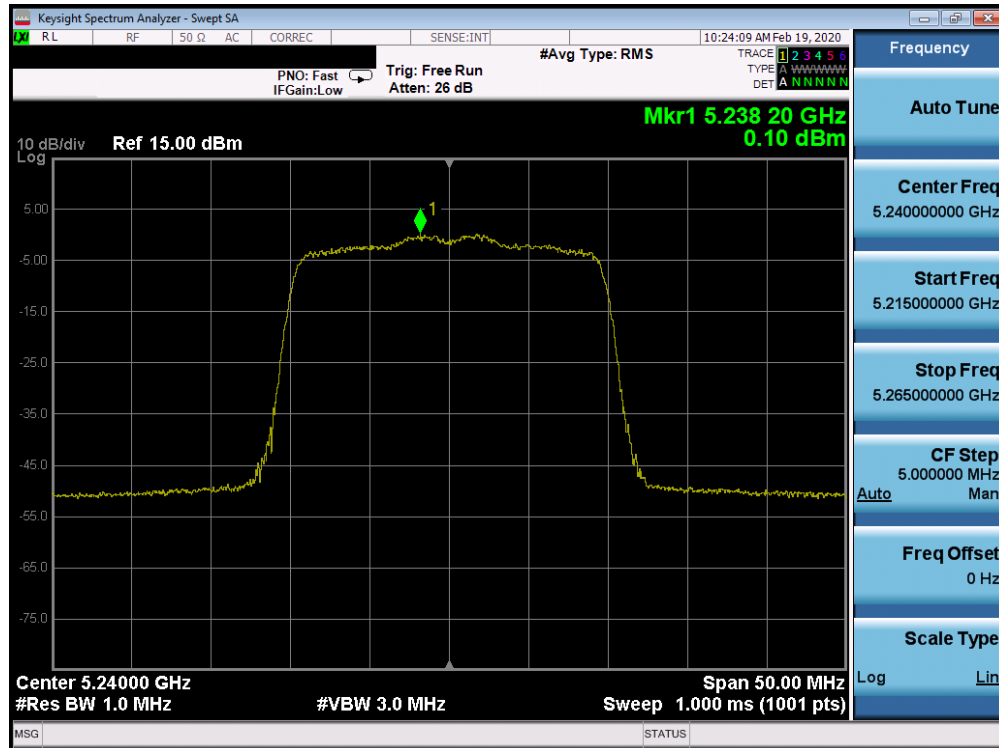 Keysight Spectrum Analyzer - Swept SA
LXI RL RF 50 Ω AC CORREC SENSE:INT 10:24:09 AM Feb 19, 2020
#Avg Type: RMS
TRACE 1 2 3 4 5 6
TYPE A WWWWW
DET A N N N N N
PNO: Fast
IFGain:Low
Trig: Free Run
Atten: 26 dB
Mkr1 5.238 20 GHz
0.10 dBm
10 dB/div
Log
Ref 15.00 dBm
1
5.00
-5.00
-15.0
-25.0
-35.0
-45.0
-55.0
-65.0
-75.0
Center 5.24000 GHz
#Res BW 1.0 MHz
#VBW 3.0 MHz
Span 50.00 MHz
Sweep 1.000 ms (1001 pts)
MSG
STATUS
Frequency
Auto Tune
Center Freq
5.240000000 GHz
Start Freq
5.215000000 GHz
Stop Freq
5.265000000 GHz
CF Step
5.000000 MHz
Auto Man
Freq Offset
0 Hz
Scale Type
Log Lin